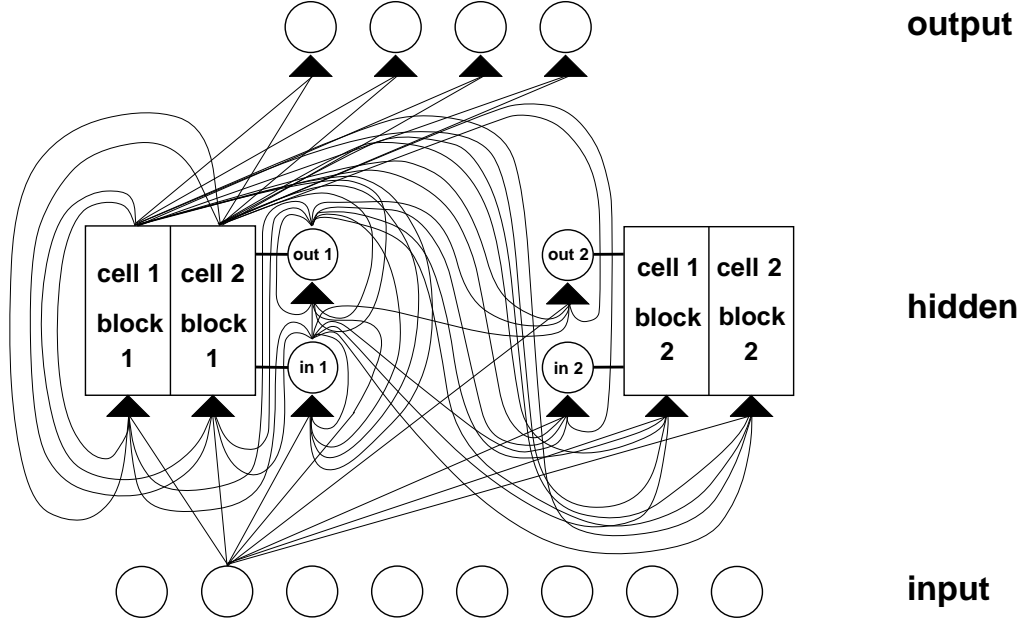 output
out 1
out 2
cell 1
block
1
cell 2
block
1
cell 1
block
2
cell 2
block
2
hidden
in 1
in 2
input